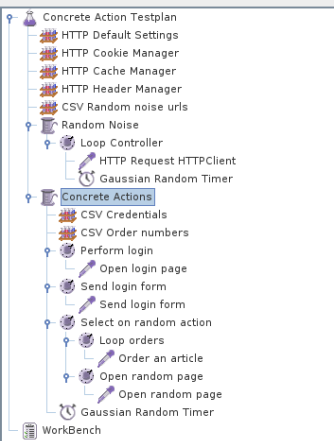 Concrete Action Testplan
HTTP Default Settings
HTTP Cookie Manager
HTTP Cache Manager
HTTP Header Manager
CSV Random noise urls
Random Noise
Loop Controller
HTTP Request HTTPClient
Gaussian Random Timer
Concrete Actions
CSV Credentials
CSV Order numbers
Perform login
Open login page
Send login form
Send login form
Select on random action
Loop orders
Order an article
Open random page
Open random page
Gaussian Random Timer
WorkBench